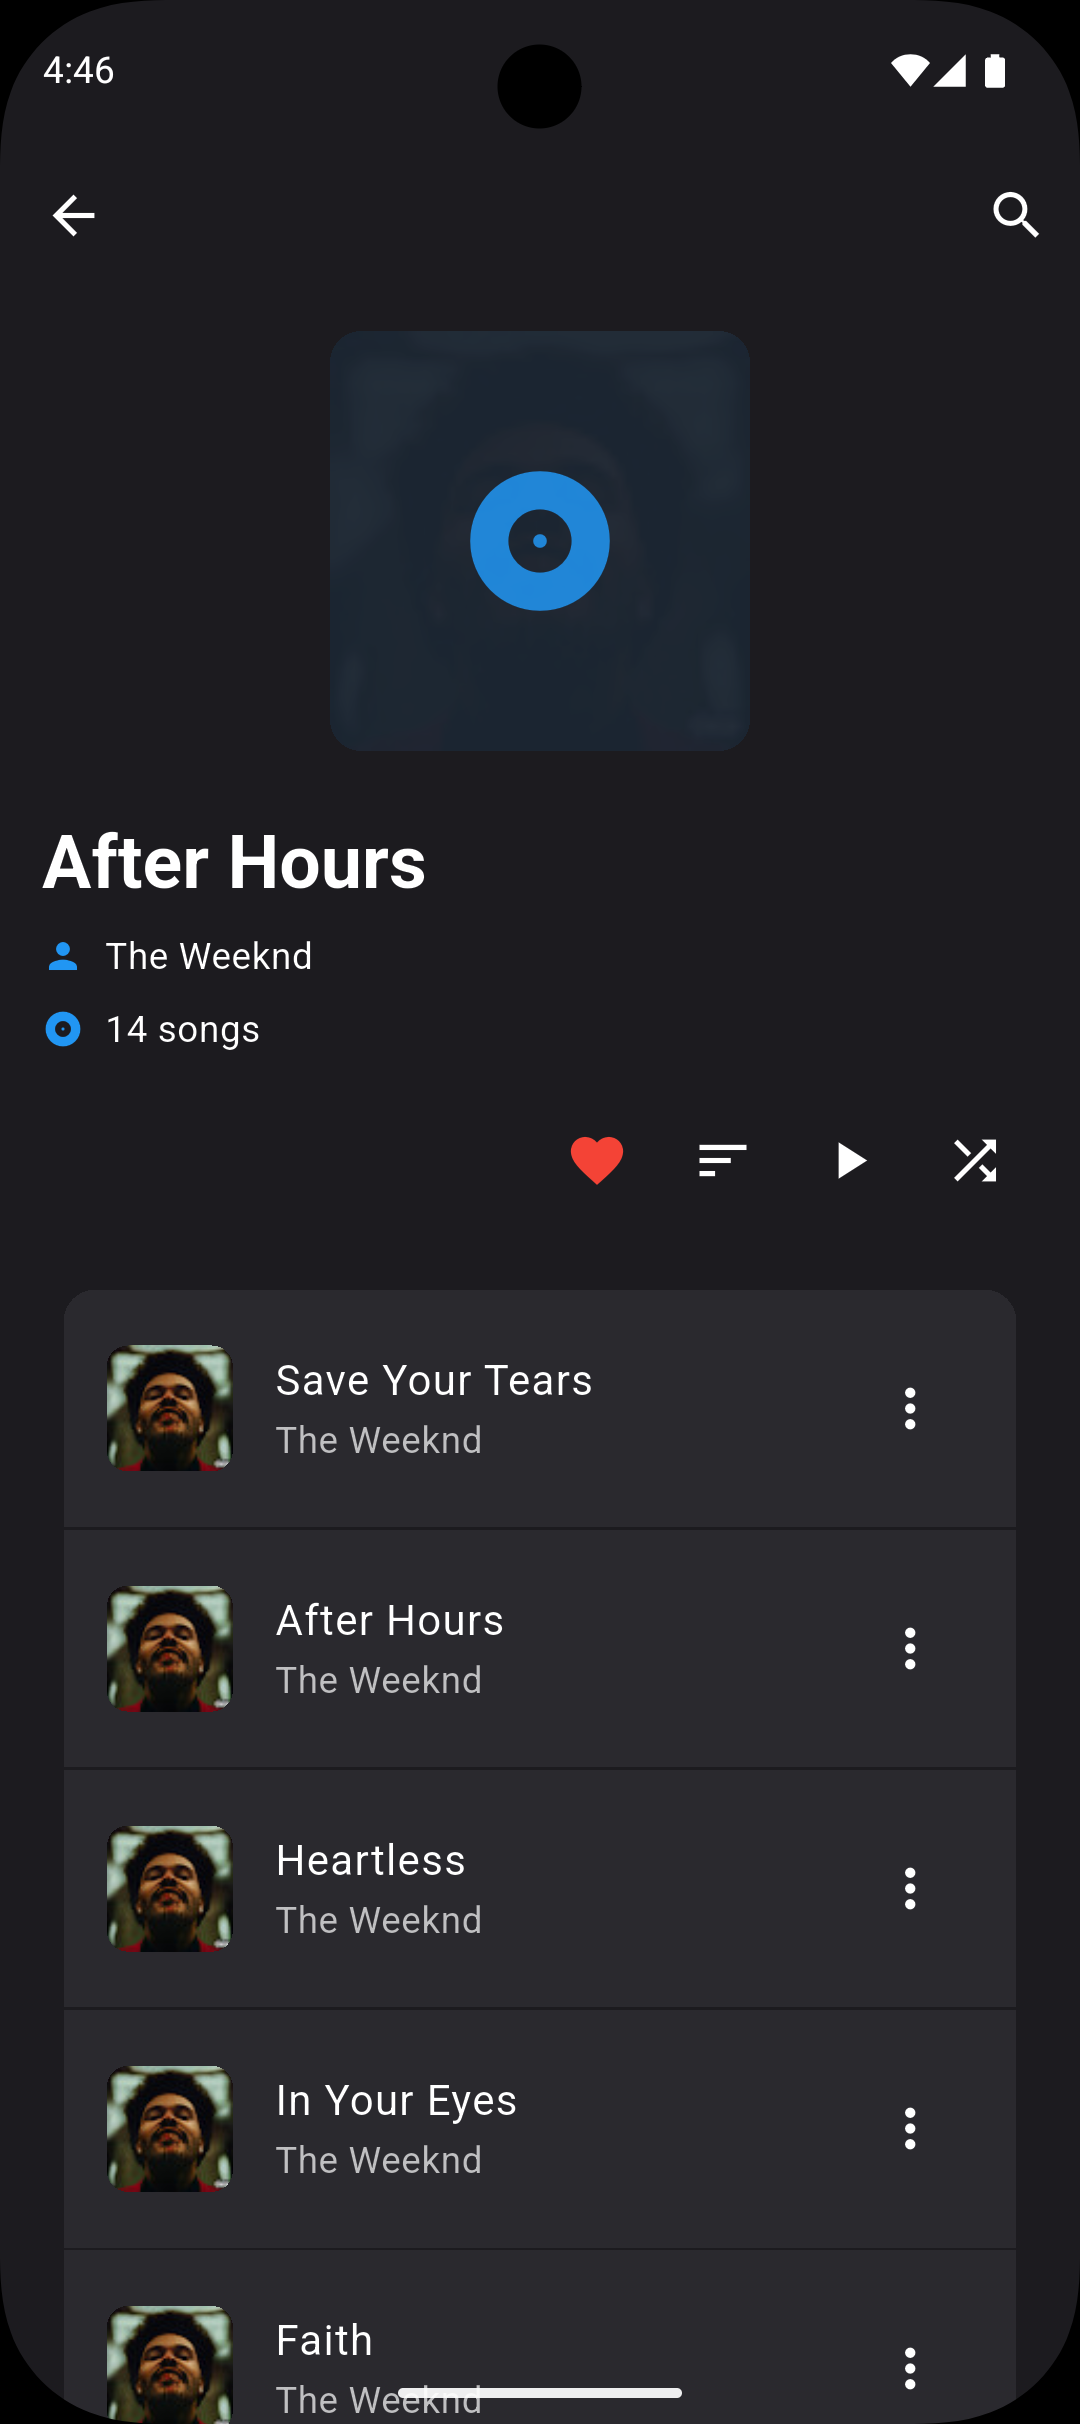 4:46
After Hours
The Weeknd
14 songs
Save Your Tears
The Weeknd
After Hours
The Weeknd
Heartless
The Weeknd
In Your Eyes
The Weeknd
Faith
The Weeknd